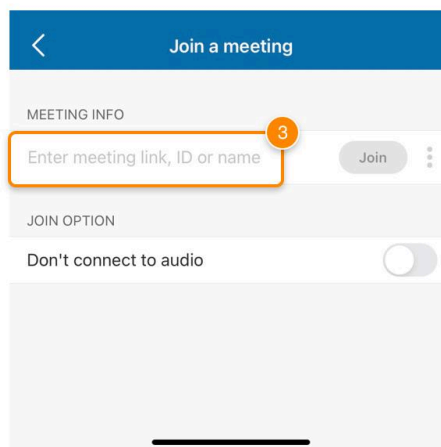 Join a meeting
MEETING INFO
3
Enter meeting link, ID or name
Join
JOIN OPTION
Don't connect to audio